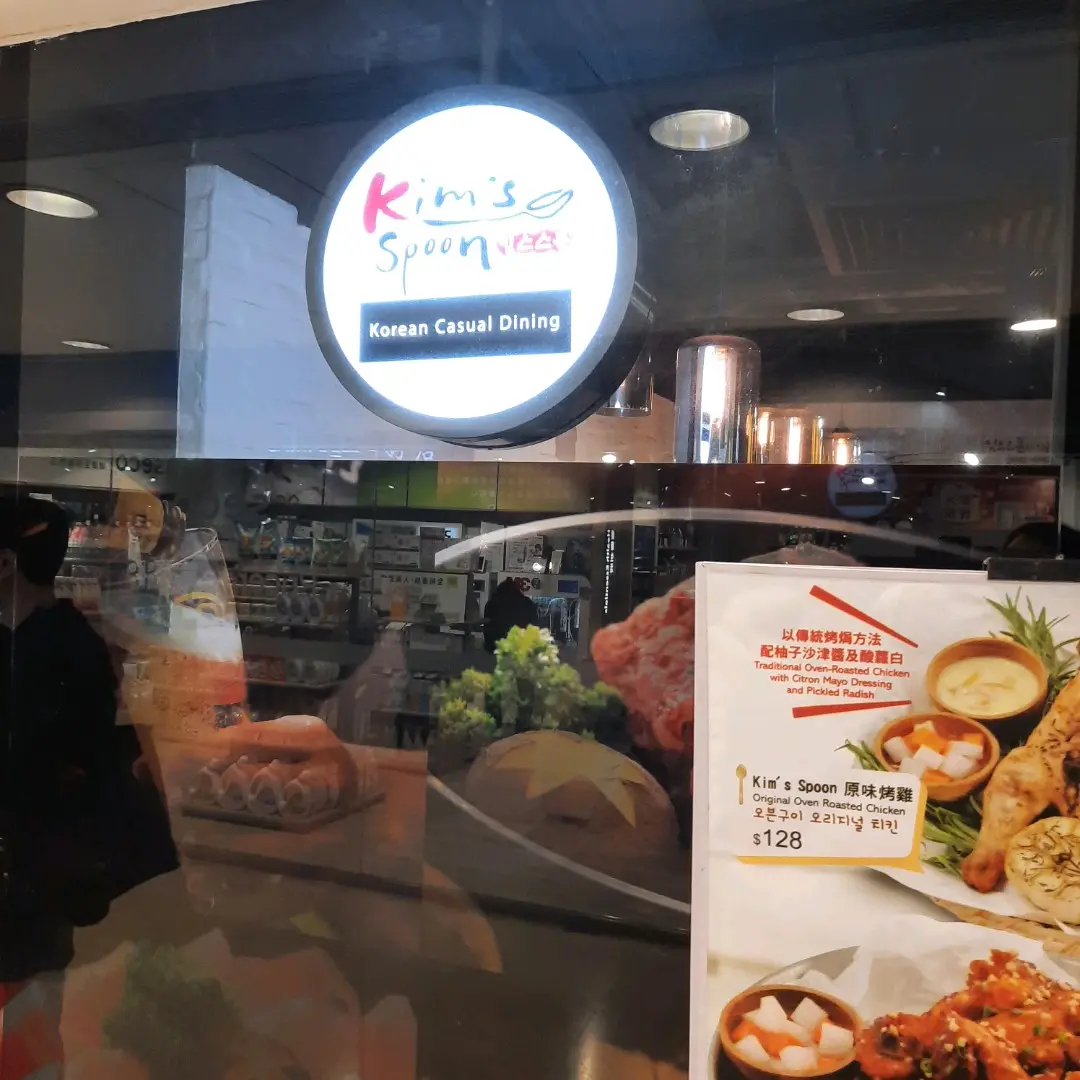 Kim's
Spoon
Korean Casual Dining
以傳統烤焗方法
配柚子沙津醬及酸蘿白
Traditional Oven-Roasted Chicken
with Citron Mayo Dressing
and Pickled Radish
Kim's Spoon 原味烤雞
Original Oven Roasted Chicken
오븐구이 오리지널 치킨
$128